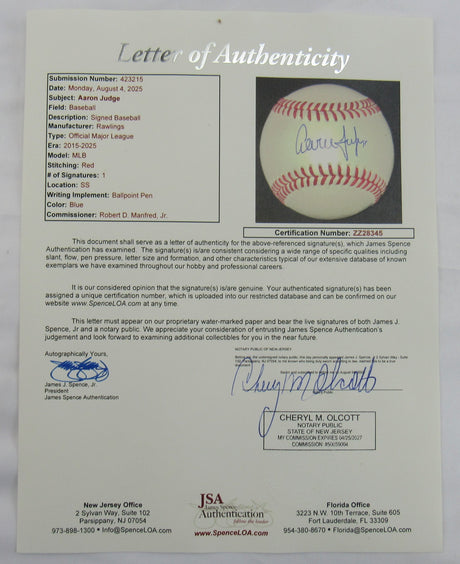 Letter of Authenticity
Submission Number: 423215
Date: Monday, August 4, 2025
Subject: Aaron Judge
Field: Baseball
Description: Signed Baseball
Manufacturer: Rawlings
Type: Official Major League
Era: 2015-2025
Model: MLB
Stitching: Red
# of Signatures: 1
Location: SS
Writing Implement: Ballpoint Pen
Color: Blue
Commissioner: Robert D. Manfred, Jr.
Certification Number: ZZ28345
This document shall serve as a letter of authenticity for the above-referenced signature(s), which James Spence
Authentication has examined. The signature(s) is/are consistent considering a wide range of specific qualities including
slant, flow, pen pressure, letter size and formation, and other characteristics typical of our extensive database of known
exemplars we have examined throughout our hobby and professional careers.
It is our considered opinion that the signature(s) is/are genuine. Your authenticated signature(s) has been
assigned a unique certification number, which is uploaded into our restricted database and can be confirmed on our
website www.SpenceLOA.com at any time.
This letter must appear on our proprietary water-marked paper and bear the live signatures of both James J.
Spence, Jr and a notary public. We appreciate your consideration of entrusting James Spence Authentication's
judgement and look forward to examining additional collectibles for you in the near future.
Autographically Yours,
James J. Spence, Jr.
President
James Spence Authentication
NOTARY PUBLIC OF NEW JERSEY
Cheryl M Olcott
CHERYL M. OLCOTT
NOTARY PUBLIC
STATE OF NEW JERSEY
MY COMMISSION EXPIRES 04/25/2027
COMMISSION: #50059064
New Jersey Office
2 Sylvan Way, Suite 102
Parsippany, NJ 07054
973-898-1300 • Info@SpenceLOA.com
JSA
James Spence
Authentication
follow the leader
www.SpenceLOA.com
Florida Office
3223 N.W. 10th Terrace, Suite 605
Fort Lauderdale, FL 33309
954-380-8670 • Florida@SpenceLOA.com